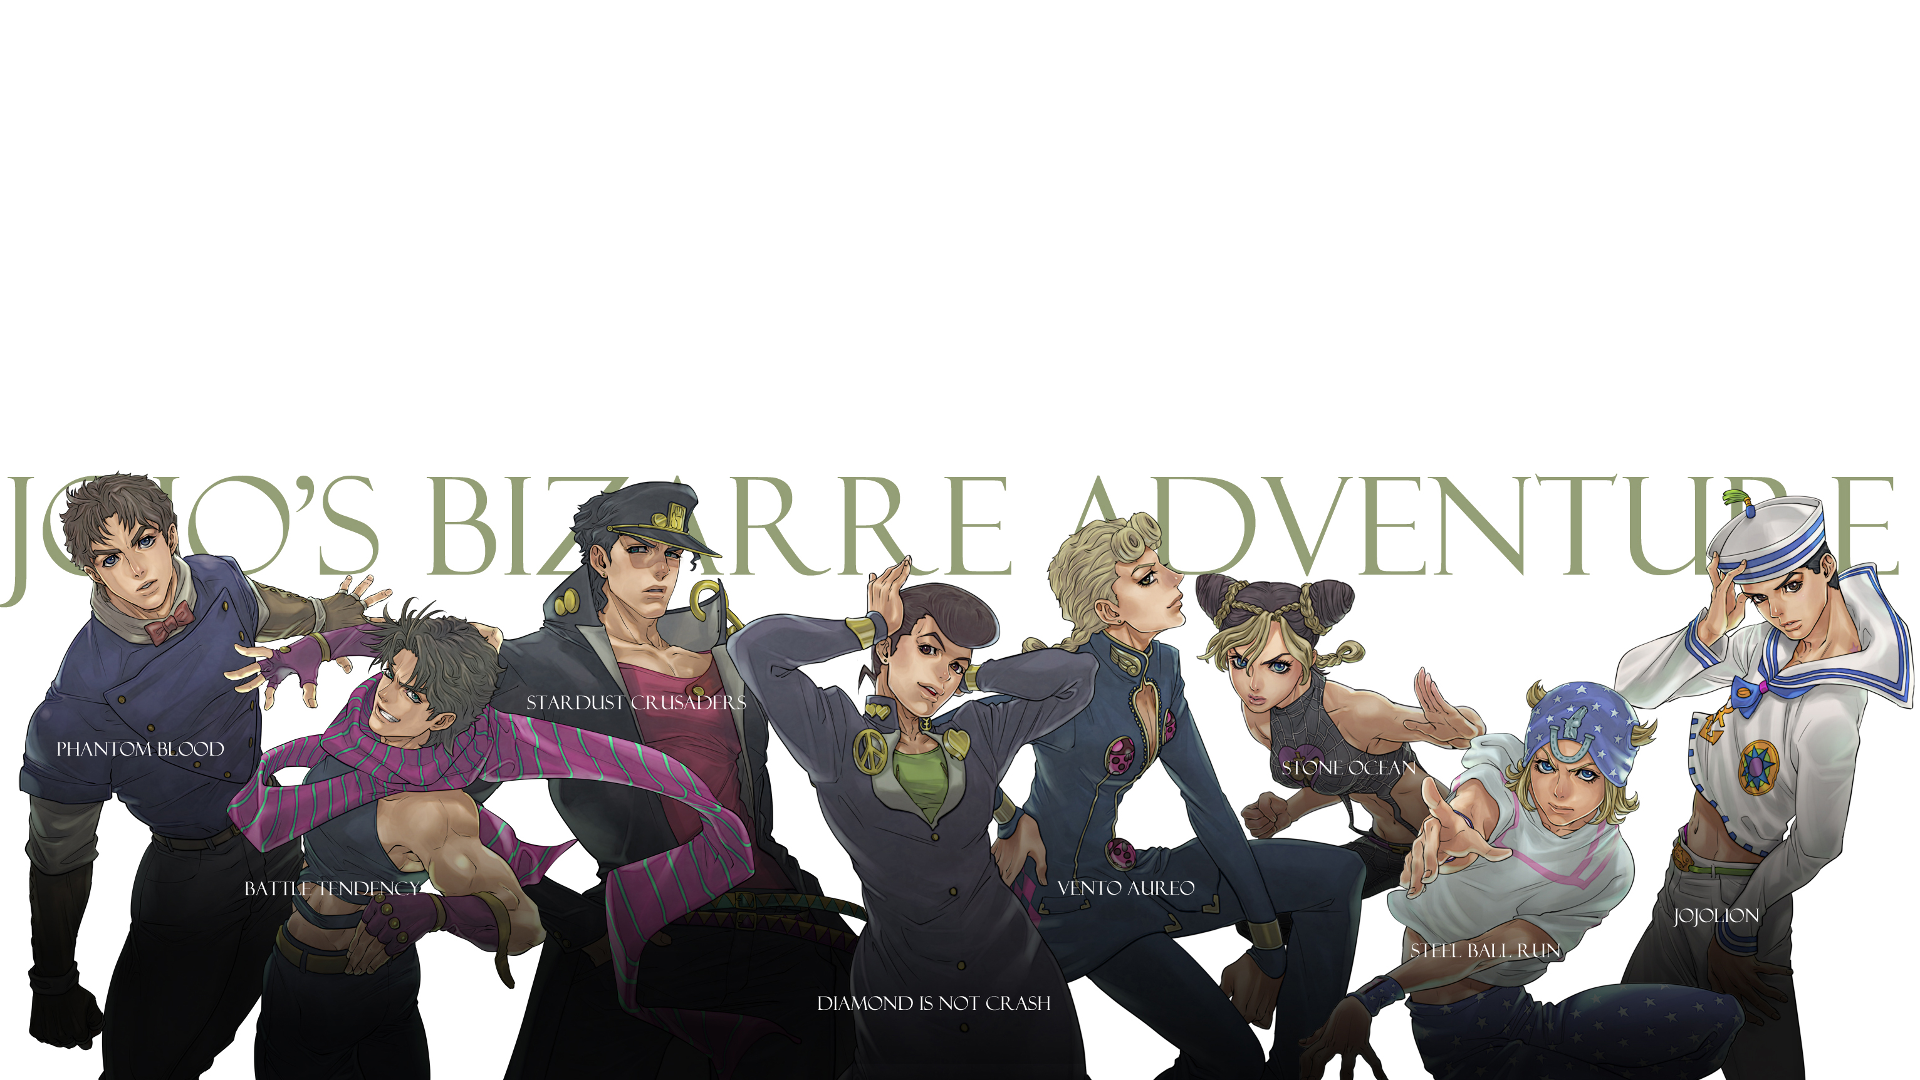 JOJO'S BIZARRE ADVENTURE
PHANTOM BLOOD
BATTLE TENDENCY
STARDUST CRUSADERS
DIAMOND IS NOT CRASH
VENTO AUREO
STONE OCEAN
STEEL BALL RUN
JOJOLION